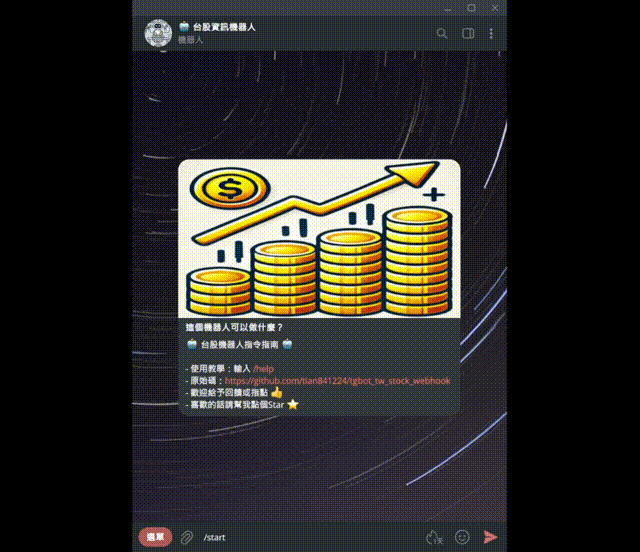 🤖 台股資訊機器人
機器人
$
這個機器人可以做什麼？
🤖 台股機器人指令指南 🤖
- 使用教學：輸入 /help
- 原始碼：https://github.com/tian841224/tgbot_tw_stock_webhook
- 歡迎給予回饋或指點 👍
- 喜歡的話請幫我點個Star ⭐
選單
/start
1天